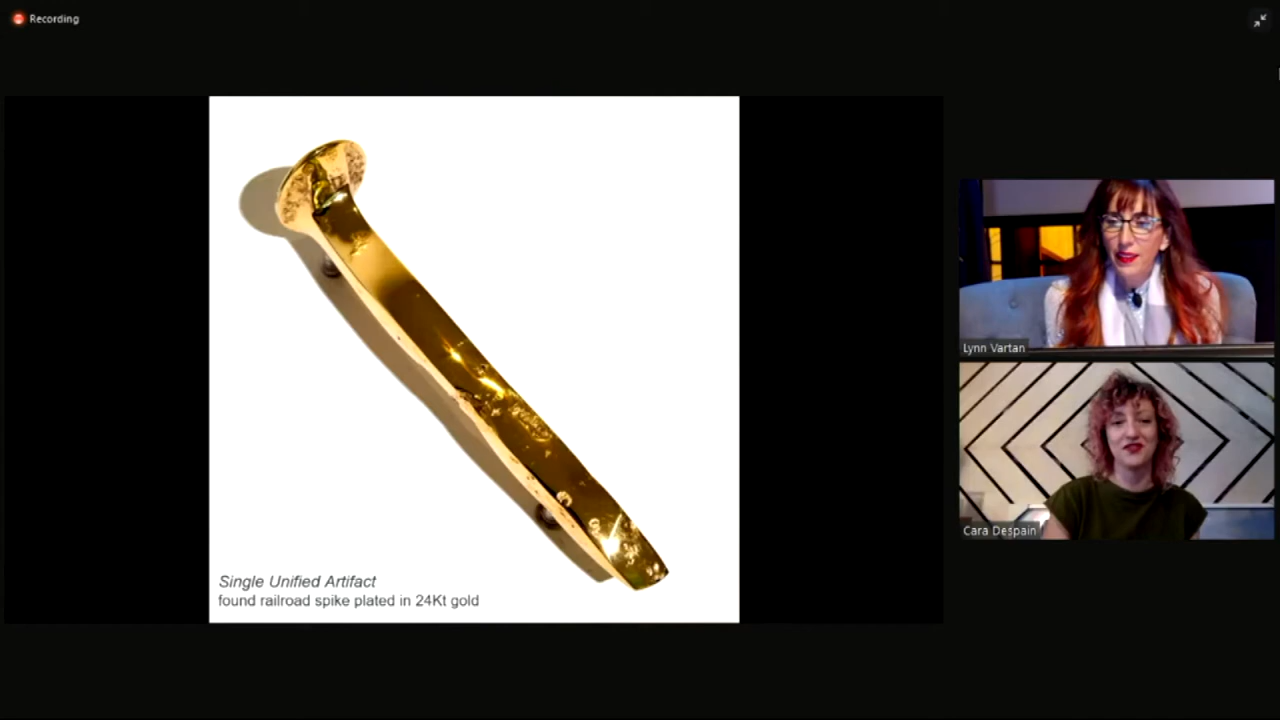 Recording
Lynn Vartan
Single Unified Artifact
found railroad spike plated in 24Kt gold
Cara Despain